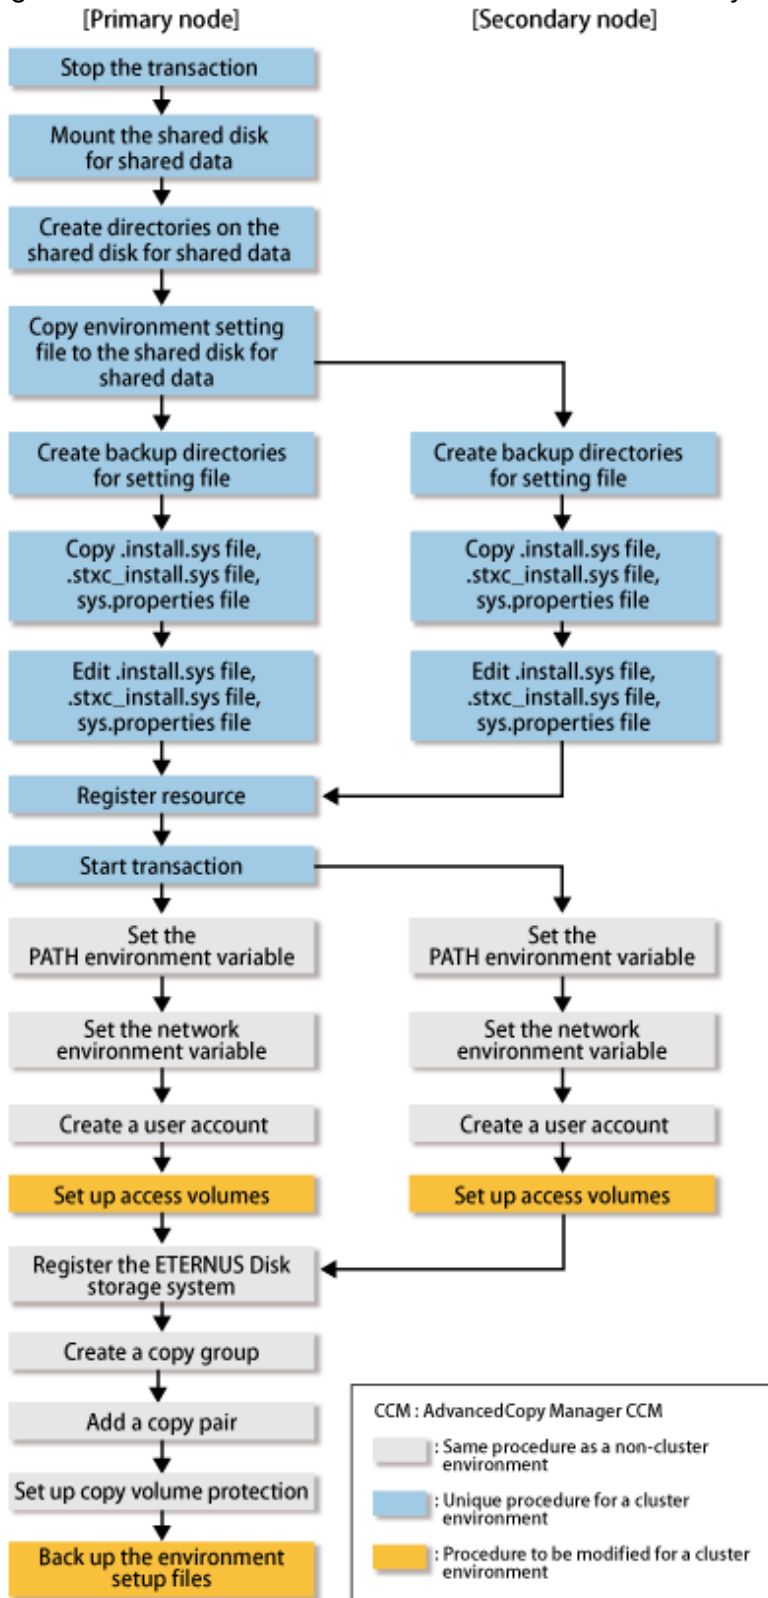 [Primary node]
[Secondary node]
Stop the transaction
Mount the shared disk
for shared data
Create directories on the
shared disk for shared data
Copy environment setting
file to the shared disk for
shared data
Create backup directories
for setting file
Create backup directories
for setting file
Copy .install.sys file,
.stxc_install.sys file,
sys.properties file
Copy .install.sys file,
.stxc_install.sys file,
sys.properties file
Edit .install.sys file,
.stxc_install.sys file,
sys.properties file
Edit .install.sys file,
.stxc_install.sys file,
sys.properties file
Register resource
Start transaction
Set the
PATH environment variable
Set the
PATH environment variable
Set the network
environment variable
Set the network
environment variable
Create a user account
Create a user account
Set up access volumes
Set up access volumes
Register the ETERNUS Disk
storage system
Create a copy group
Add a copy pair
Set up copy volume protection
Back up the environment
setup files
CCM : AdvancedCopy Manager CCM
: Same procedure as a non-cluster
environment
: Unique procedure for a cluster
environment
: Procedure to be modified for a cluster
environment